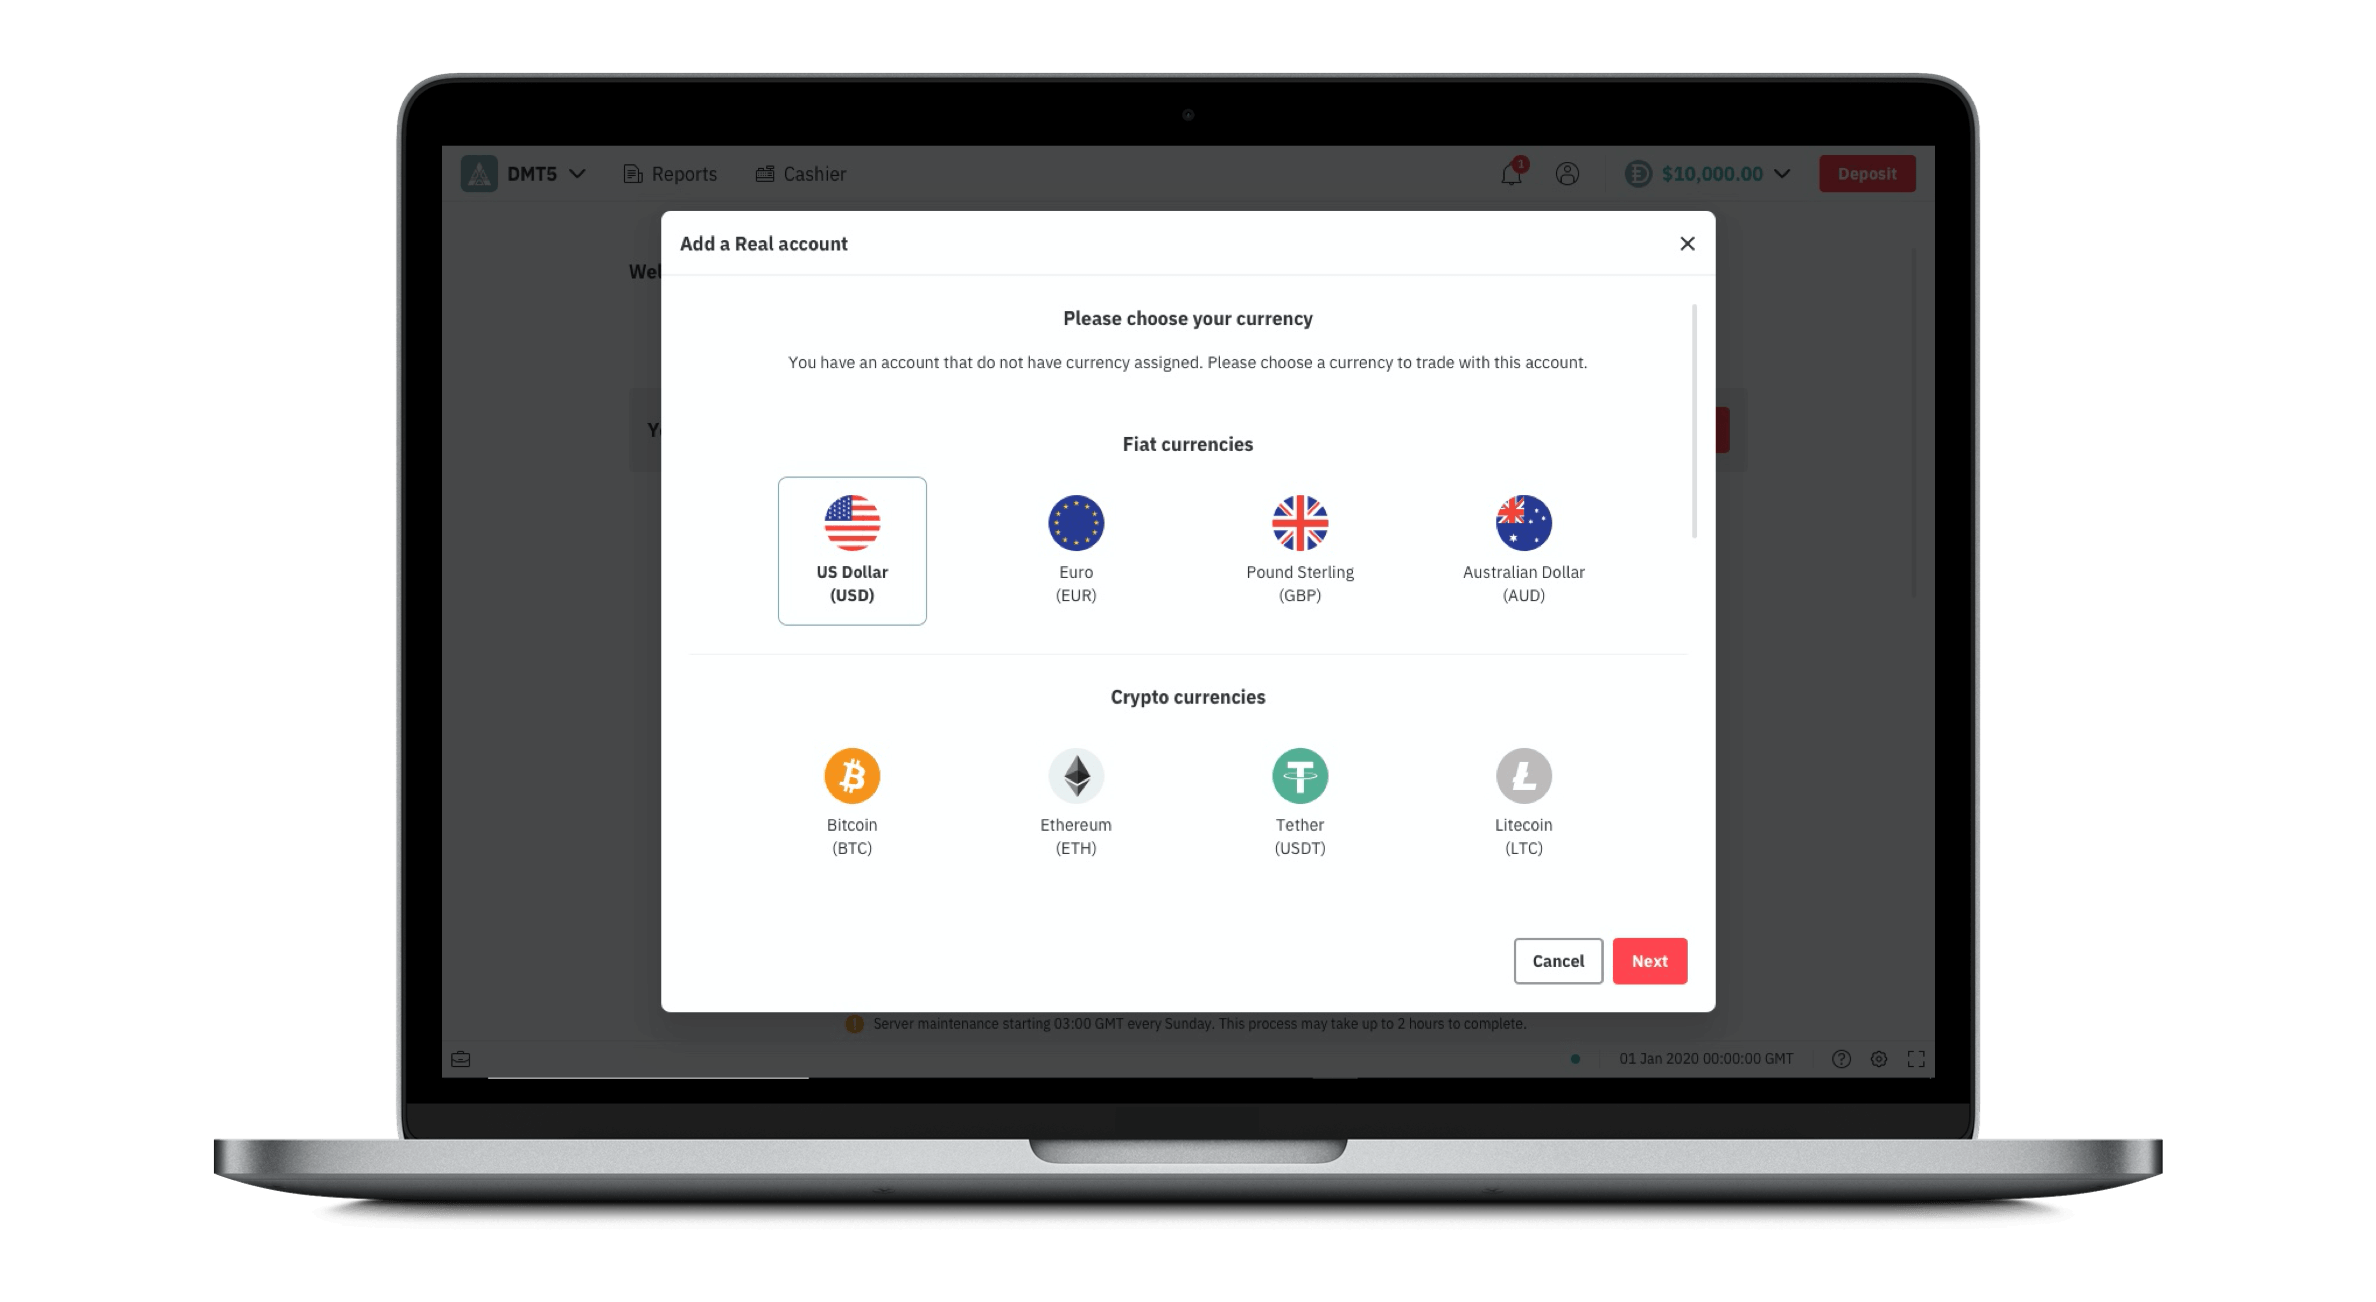 DMT5 Reports Cashier 1 $10,000.00 Deposit
Add a Real account
Please choose your currency
You have an account that do not have currency assigned. Please choose a currency to trade with this account.
Fiat currencies
US Dollar (USD)
Euro (EUR)
Pound Sterling (GBP)
Australian Dollar (AUD)
Crypto currencies
Bitcoin (BTC)
Ethereum (ETH)
Tether (USDT)
Litecoin (LTC)
Cancel Next
Server maintenance starting 03:00 GMT every Sunday. This process may take up to 2 hours to complete.
01 Jan 2020 00:00:00 GMT